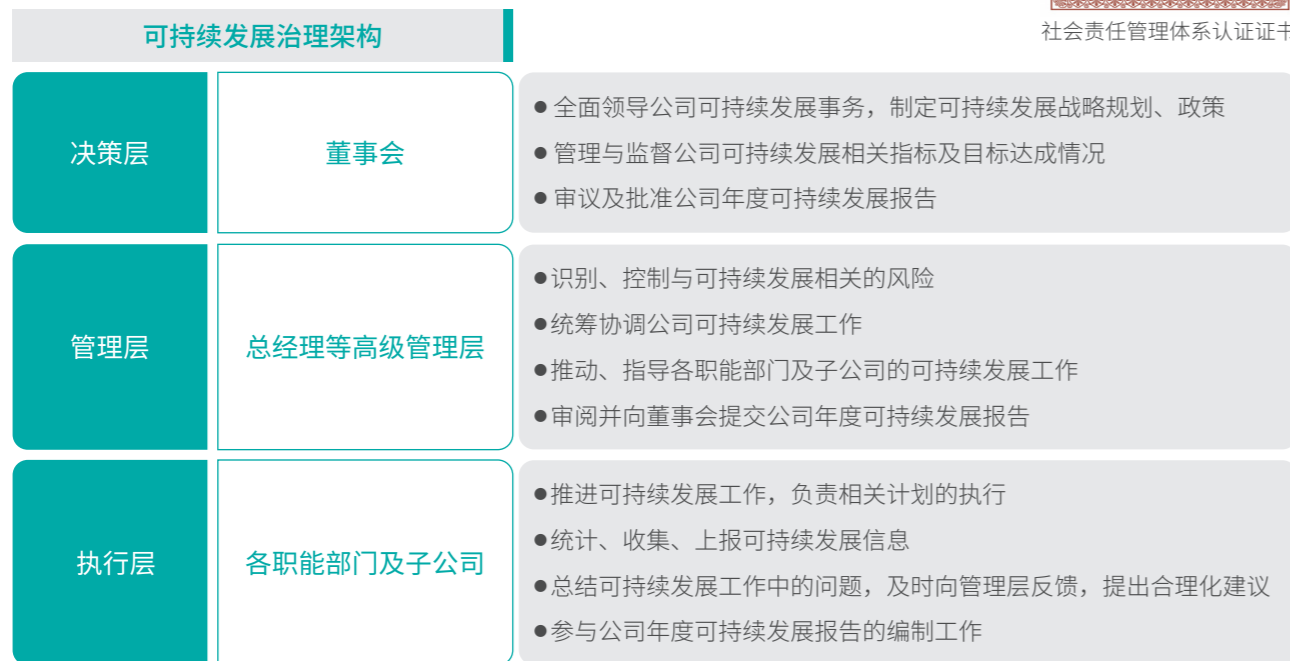 社会责任管理体系认证证书
可持续发展治理架构
决策层
董事会
●全面领导公司可持续发展事务，制定可持续发展战略规划、政策
●管理与监督公司可持续发展相关指标及目标达成情况
●审议及批准公司年度可持续发展报告
管理层
总经理等高级管理层
●识别、控制与可持续发展相关的风险
●统筹协调公司可持续发展工作
●推动、指导各职能部门及子公司的可持续发展工作
●审阅并向董事会提交公司年度可持续发展报告
执行层
各职能部门及子公司
●推进可持续发展工作，负责相关计划的执行
●统计、收集、上报可持续发展信息
●总结可持续发展工作中的问题，及时向管理层反馈，提出合理化建议
●参与公司年度可持续发展报告的编制工作